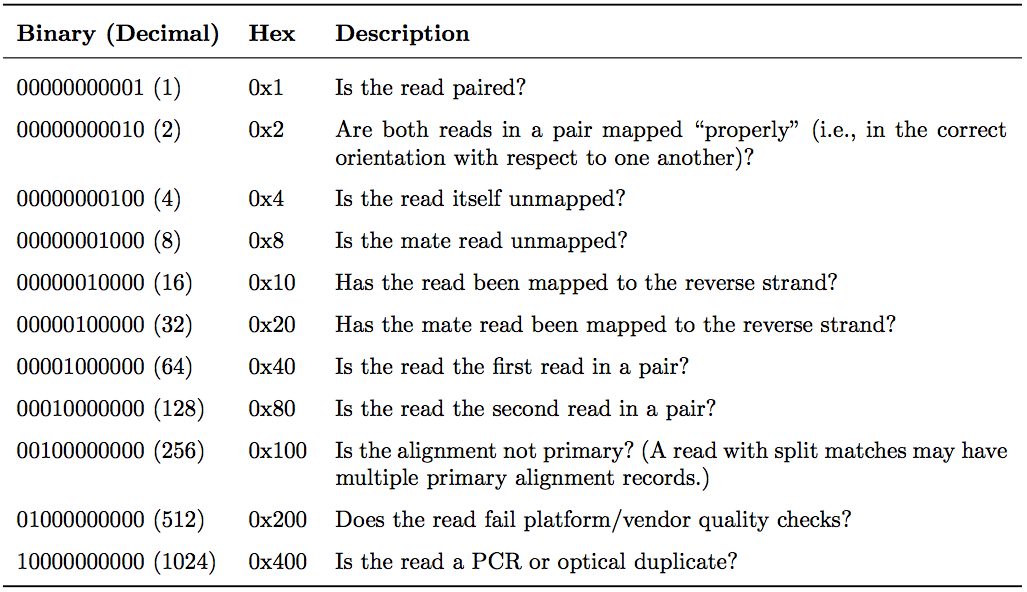 Binary (Decimal) Hex Description
00000000001 (1) 0x1 Is the read paired?
00000000010 (2) 0x2 Are both reads in a pair mapped “properly” (i.e., in the correct
orientation with respect to one another)?
00000000100 (4) 0x4 Is the read itself unmapped?
00000001000 (8) 0x8 Is the mate read unmapped?
00000010000 (16) 0x10 Has the read been mapped to the reverse strand?
00000100000 (32) 0x20 Has the mate read been mapped to the reverse strand?
00001000000 (64) 0x40 Is the read the first read in a pair?
00010000000 (128) 0x80 Is the read the second read in a pair?
00100000000 (256) 0x100 Is the alignment not primary? (A read with split matches may have
multiple primary alignment records.)
01000000000 (512) 0x200 Does the read fail platform/vendor quality checks?
10000000000 (1024) 0x400 Is the read a PCR or optical duplicate?